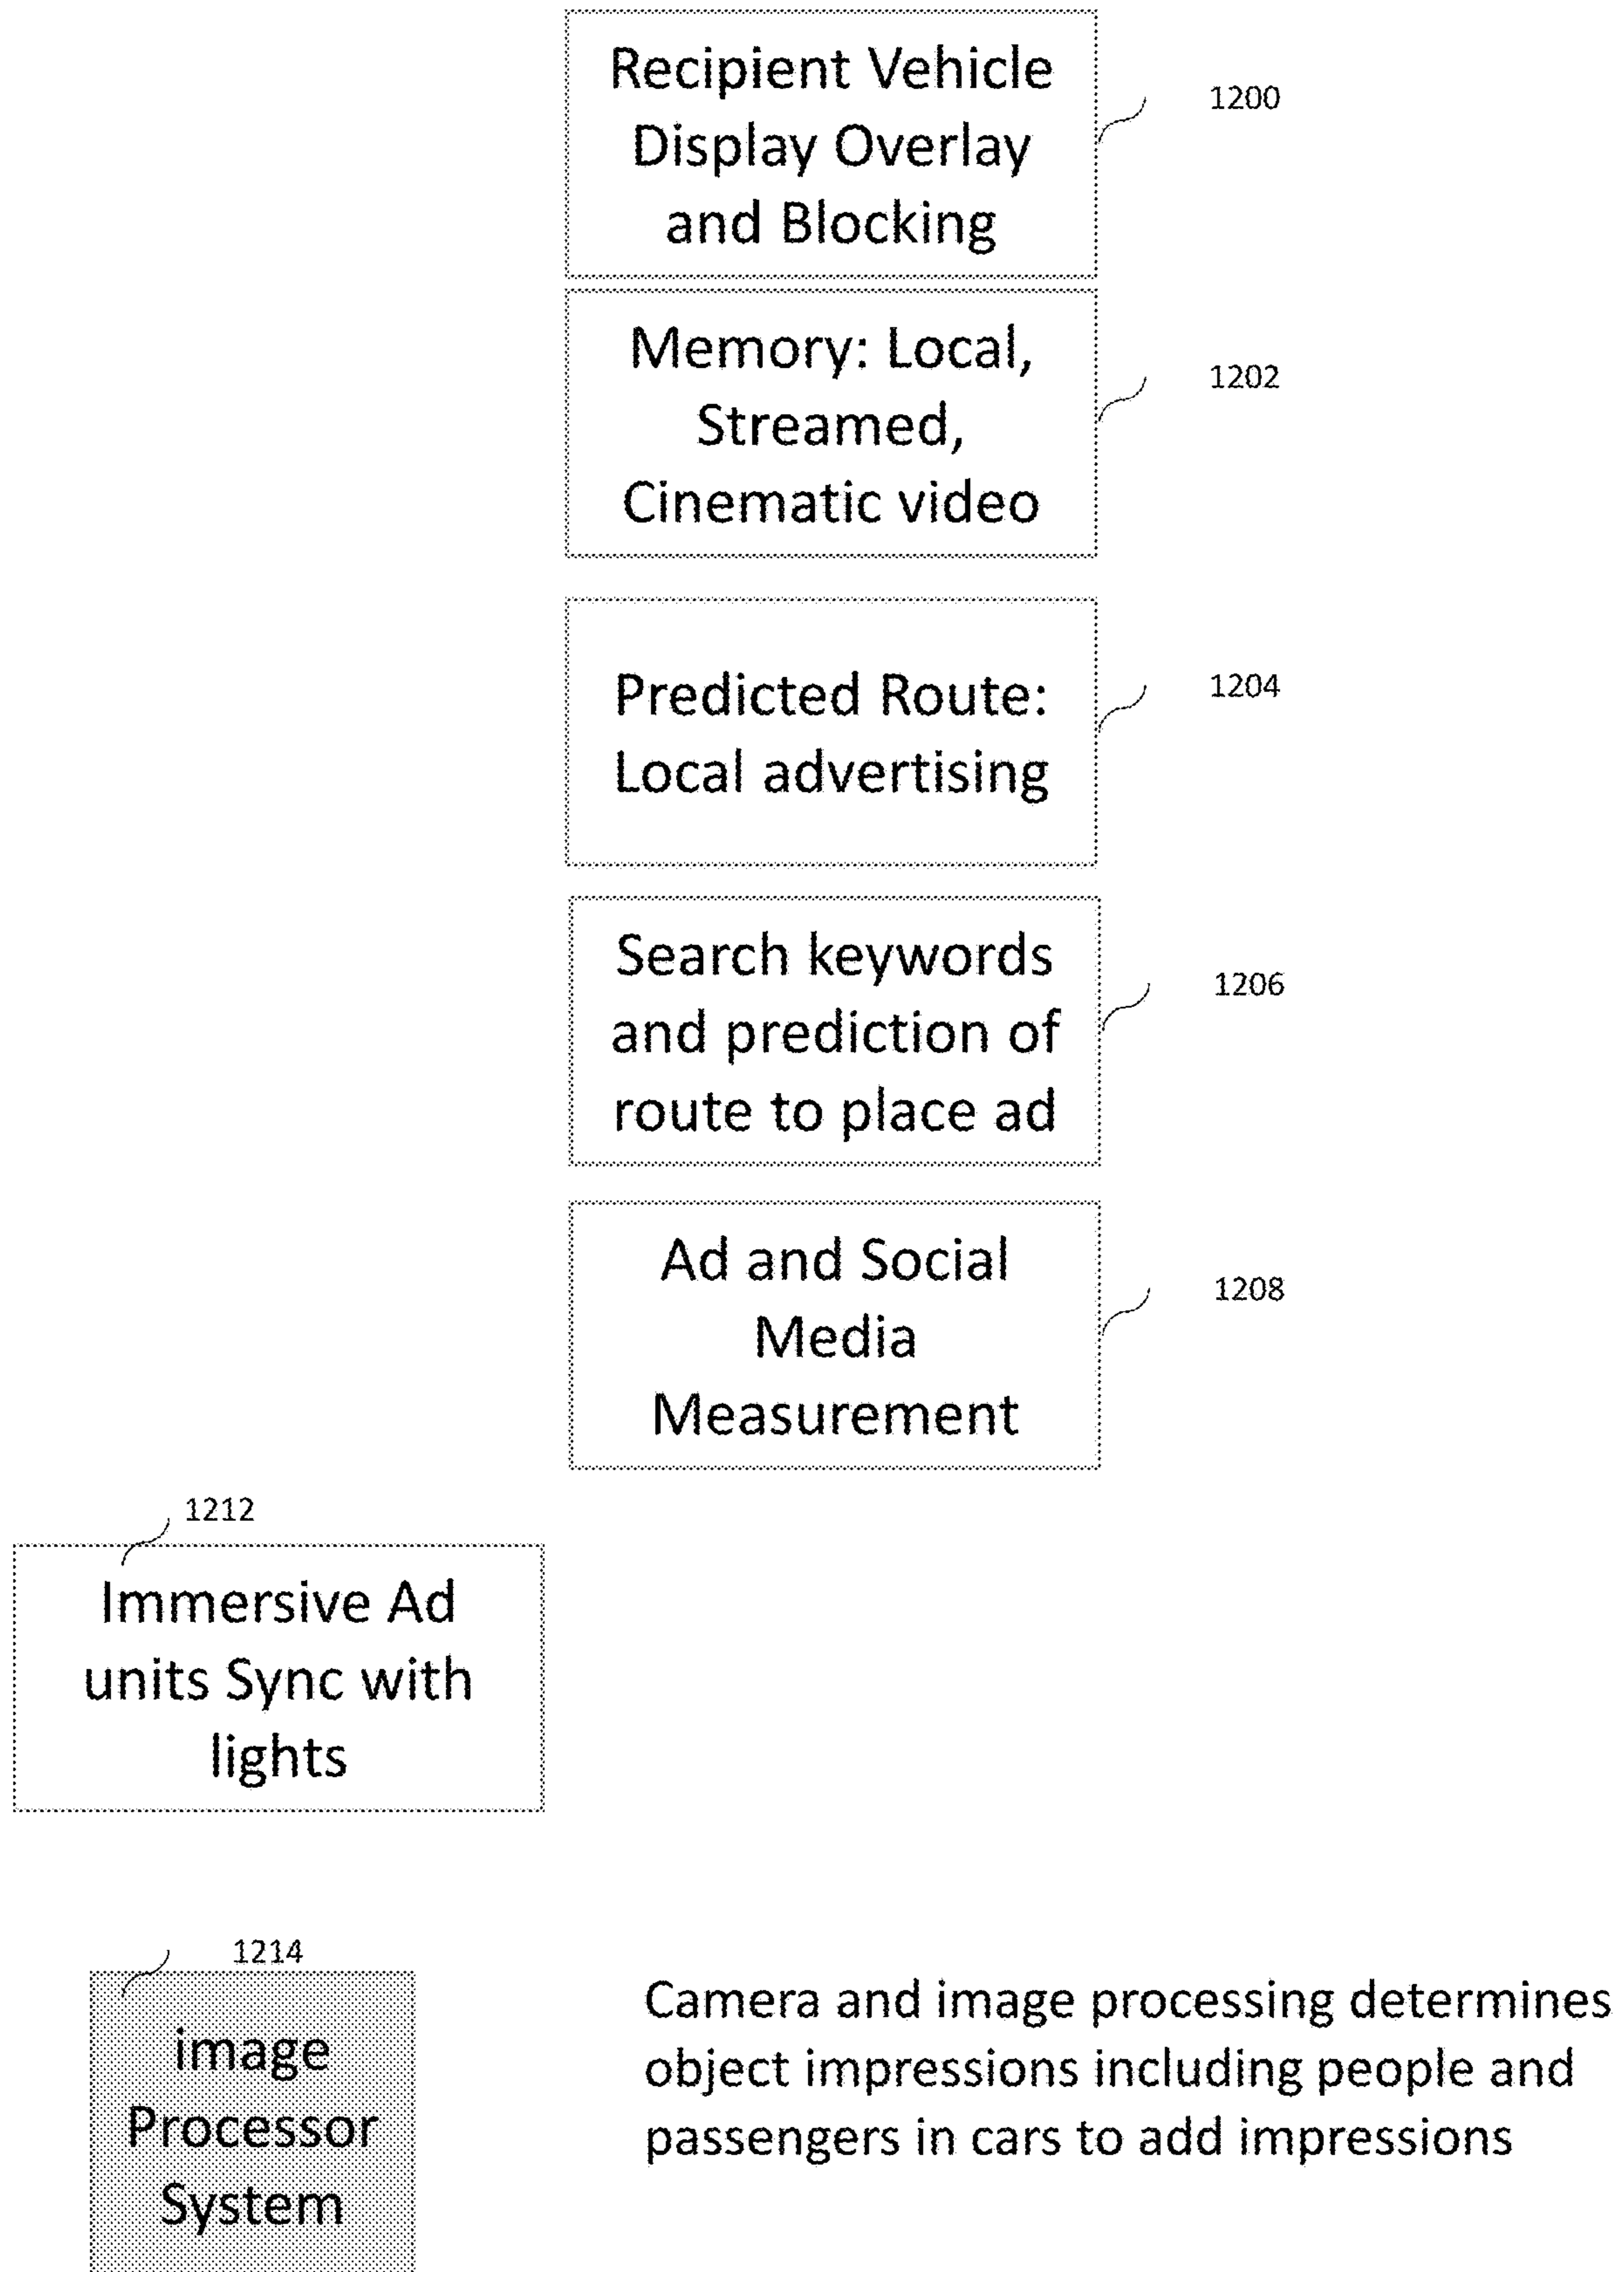 Recipient Vehicle
Display Overlay
and Blocking
1200
Memory: Local,
Streamed,
Cinematic video
1202
Predicted Route:
Local advertising
1204
Search keywords
and prediction of
route to place ad
1206
Ad and Social
Media
Measurement
1208
1212
Immersive Ad
units Sync with
lights
1214
image
Processor
System
Camera and image processing determines
object impressions including people and
passengers in cars to add impressions